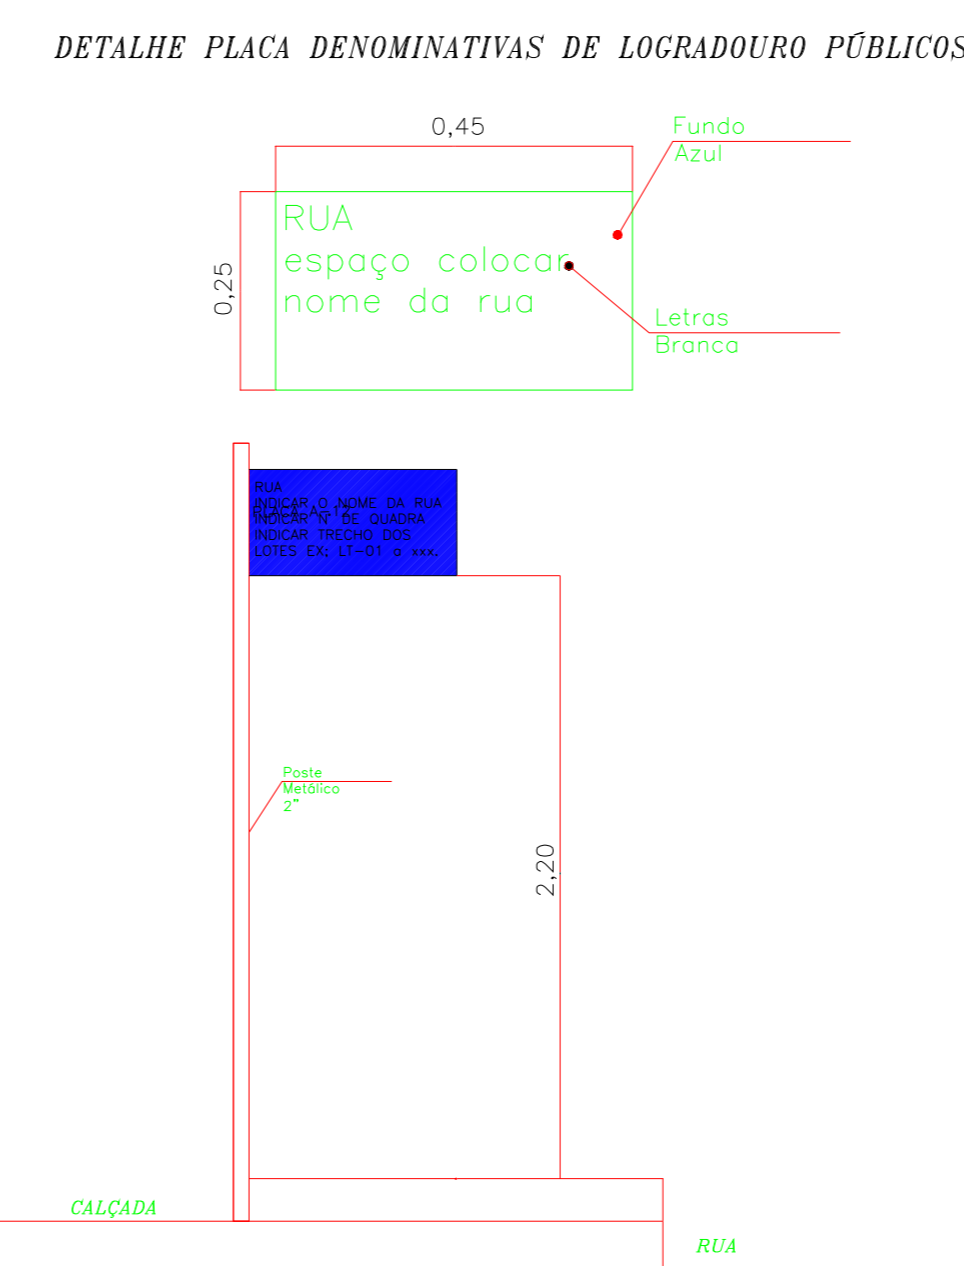 DETALHE PLACA DENOMINATIVAS DE LOGRADOURO PÚBLICOS
0,45
Fundo
Azul
0,25
RUA
espaço colocar
nome da rua
Letras
Branca
RUA
INDICAR O NOME DA RUA
PLACA A-12
INDICAR N° DE QUADRA
INDICAR TRECHO DOS
LOTES EX; LT-01 a xxx.
Poste
Metálico
2"
2,20
CALÇADA
RUA